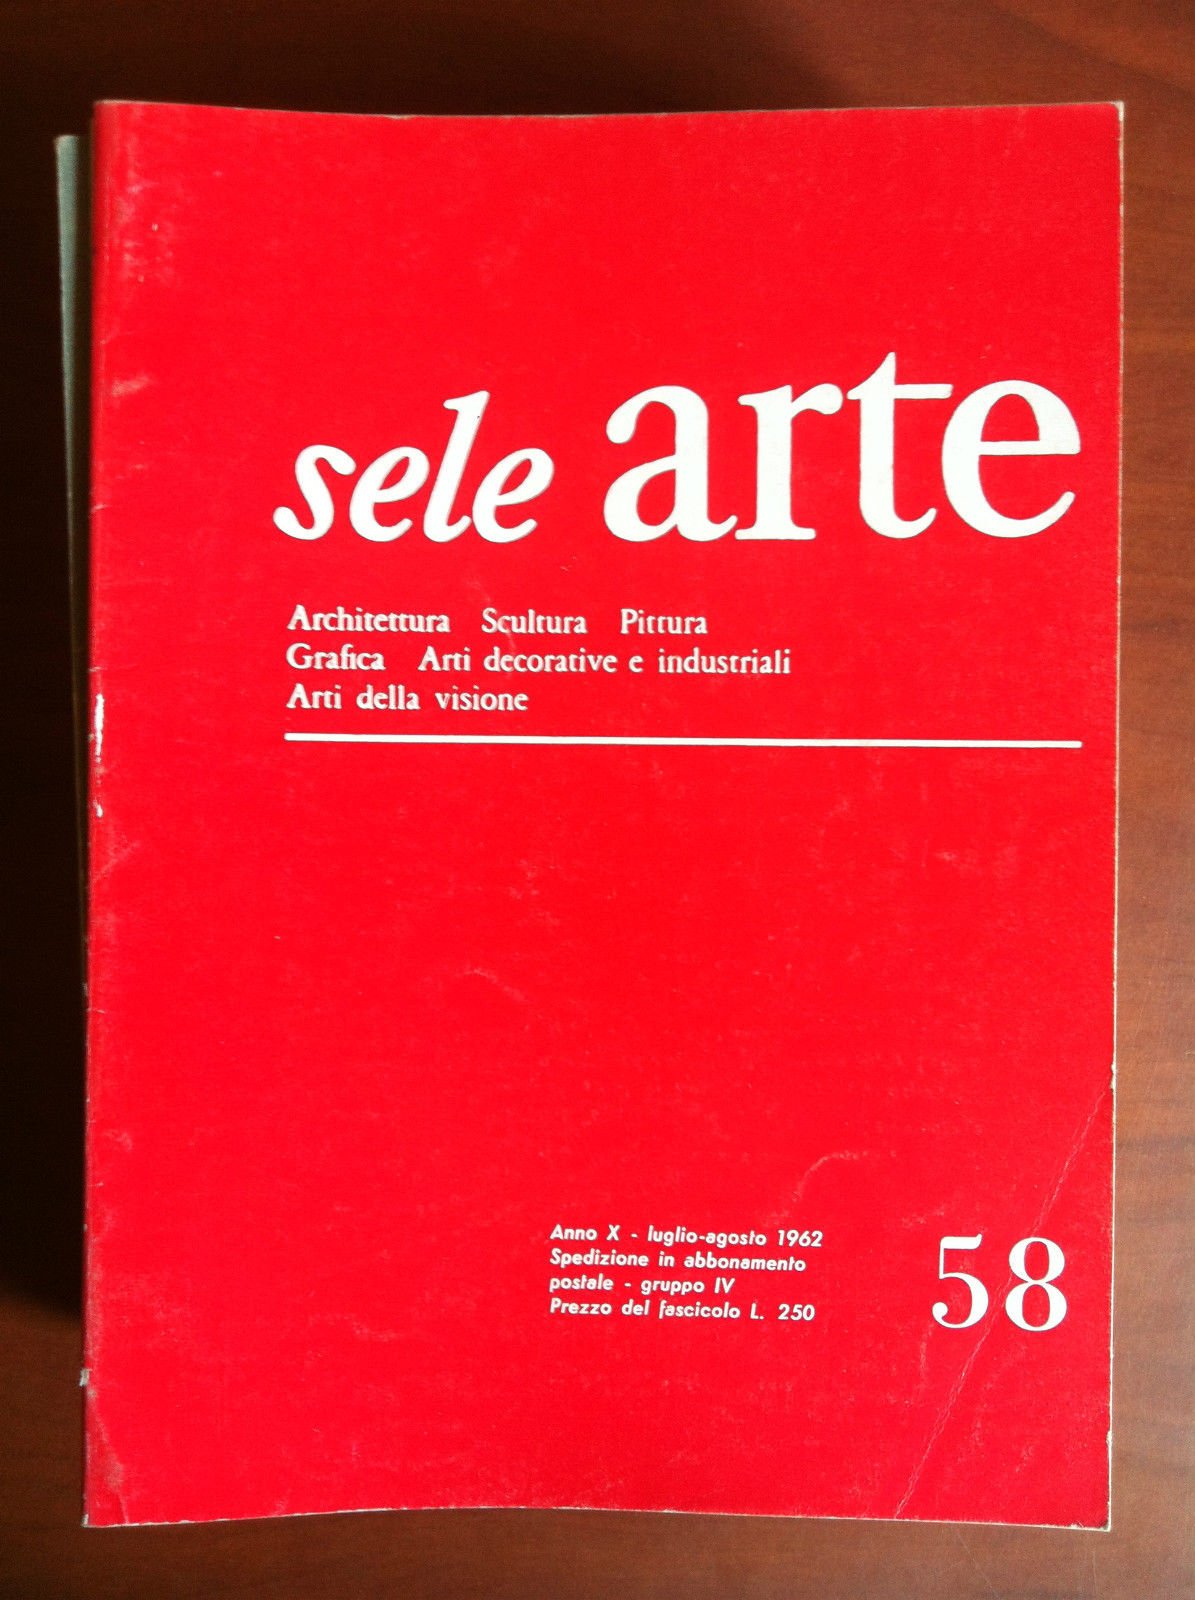 sele arte
Architettura Scultura Pittura
Grafica Arti decorative e industriali
Arti della visione
Anno X - luglio-agosto 1962
Spedizione in abbonamento
postale - gruppo IV
Prezzo del fascicolo L. 250
58